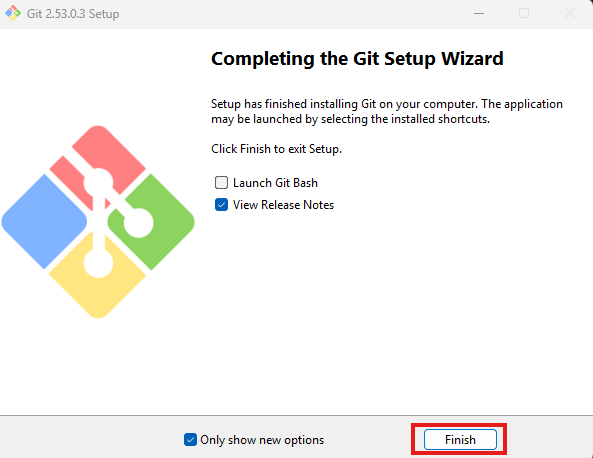 Git 2.53.0.3 Setup
Completing the Git Setup Wizard
Setup has finished installing Git on your computer. The application
may be launched by selecting the installed shortcuts.
Click Finish to exit Setup.
Launch Git Bash
View Release Notes
Only show new options
Finish